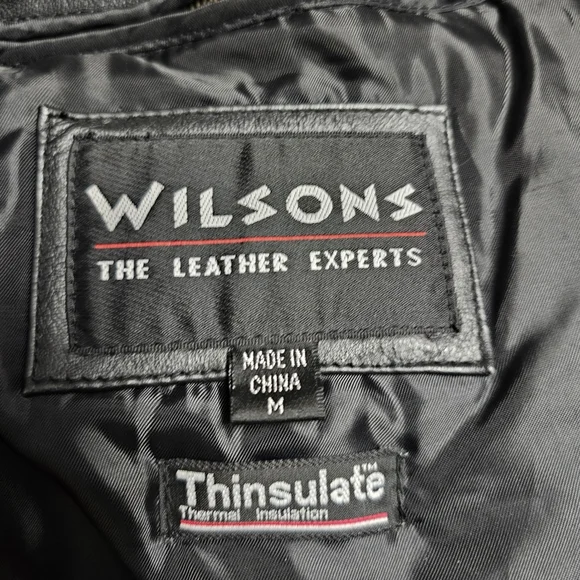 WILSONS
THE LEATHER EXPERTS
MADE IN
CHINA
M
Thinsulate™
Thermal Insulation